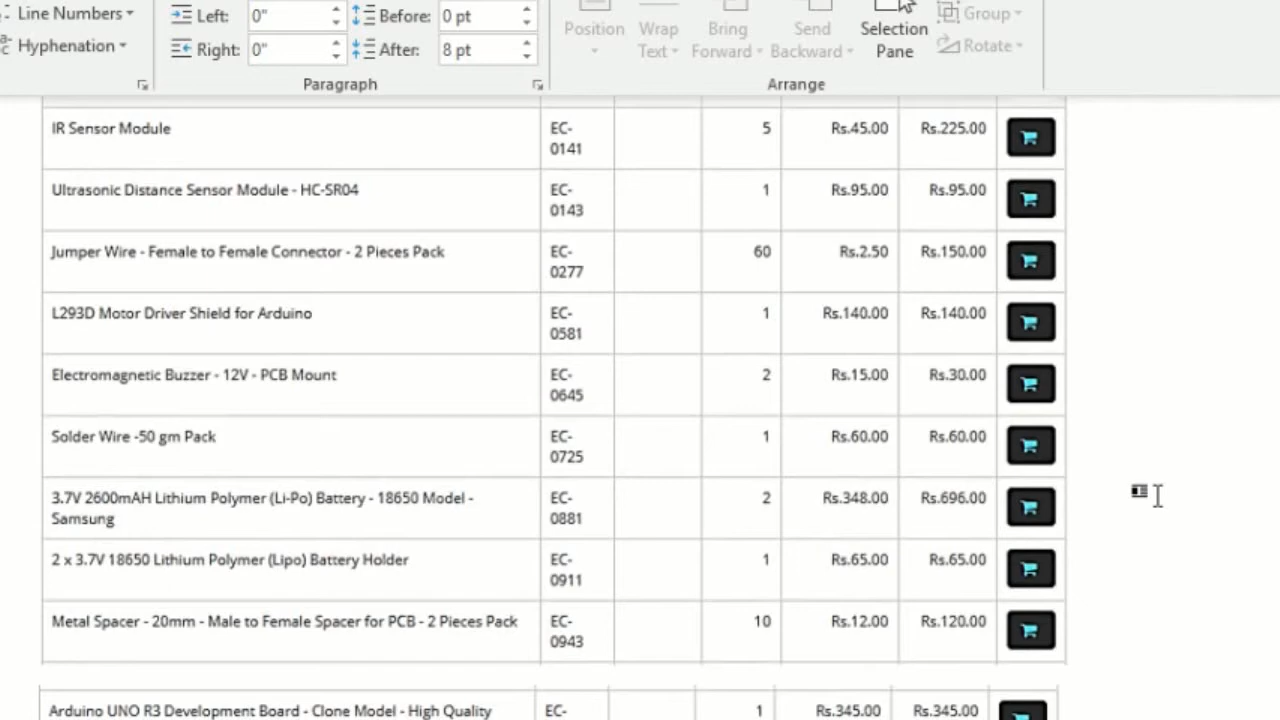 Line Numbers
Left: 0" Before: 0 pt
Position Wrap Text Bring Forward Send Backward Selection Pane Group
Hyphenation Right: 0" After: 8 pt Rotate
Paragraph Arrange
IR Sensor Module EC-0141 5 Rs.45.00 Rs.225.00
Ultrasonic Distance Sensor Module - HC-SR04 EC-0143 1 Rs.95.00 Rs.95.00
Jumper Wire - Female to Female Connector - 2 Pieces Pack EC-0277 60 Rs.2.50 Rs.150.00
L293D Motor Driver Shield for Arduino EC-0581 1 Rs.140.00 Rs.140.00
Electromagnetic Buzzer - 12V - PCB Mount EC-0645 2 Rs.15.00 Rs.30.00
Solder Wire -50 gm Pack EC-0725 1 Rs.60.00 Rs.60.00
3.7V 2600mAH Lithium Polymer (Li-Po) Battery - 18650 Model - EC- 2 Rs.348.00 Rs.696.00
Samsung 0881
2 x 3.7V 18650 Lithium Polymer (Lipo) Battery Holder EC-0911 1 Rs.65.00 Rs.65.00
Metal Spacer - 20mm - Male to Female Spacer for PCB - 2 Pieces Pack EC-0943 10 Rs.12.00 Rs.120.00
Arduino UNO R3 Development Board - Clone Model - High Quality EC- 1 Rs.345.00 Rs.345.00